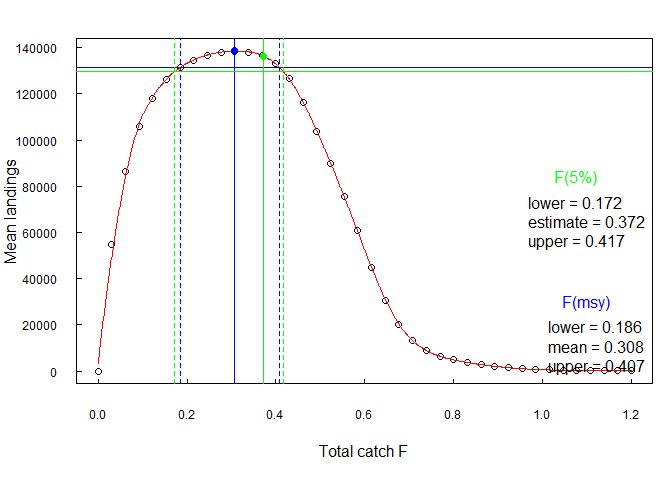 140000
120000
100000
80000
60000
40000
20000
0
Mean landings
F(5%)
lower = 0.172
estimate = 0.372
upper = 0.417
F(msy)
lower = 0.186
mean = 0.308
upper = 0.407
0.0 0.2 0.4 0.6 0.8 1.0 1.2
Total catch F